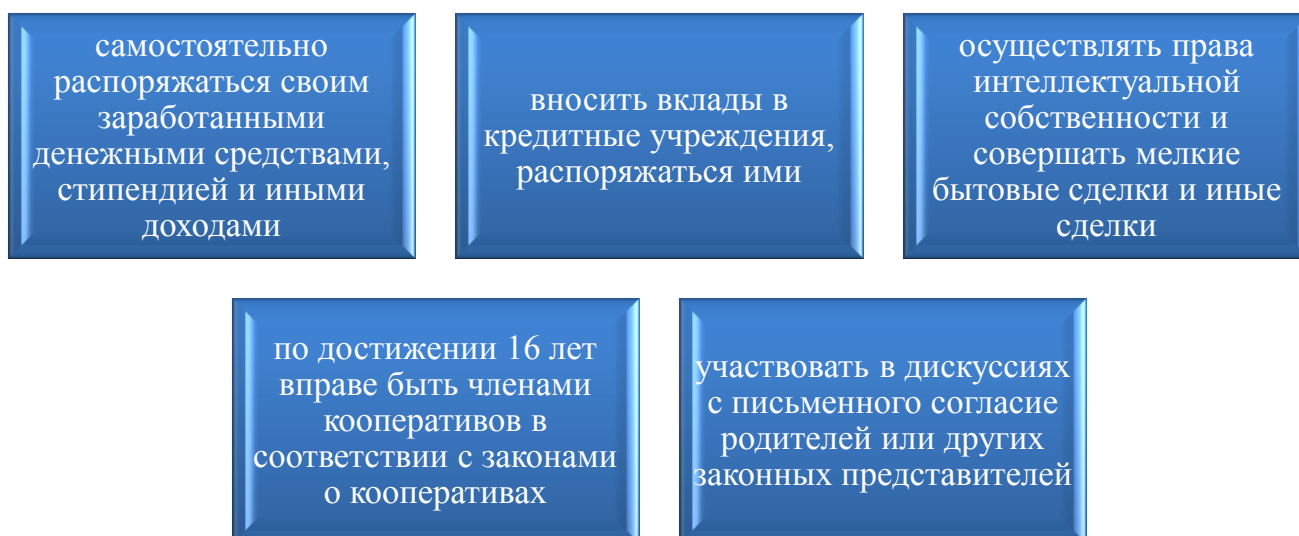 самостоятельно
распоряжаться своим
заработанными
денежными средствами,
стипендией и иными
доходами
вносить вклады в
кредитные учреждения,
распоряжаться ими
осуществлять права
интеллектуальной
собственности и
совершать мелкие
бытовые сделки и иные
сделки
по достижении 16 лет
вправе быть членами
кооперативов в
соответствии с законами
о кооперативах
участвовать в дискуссиях
с письменного согласие
родителей или других
законных представителей